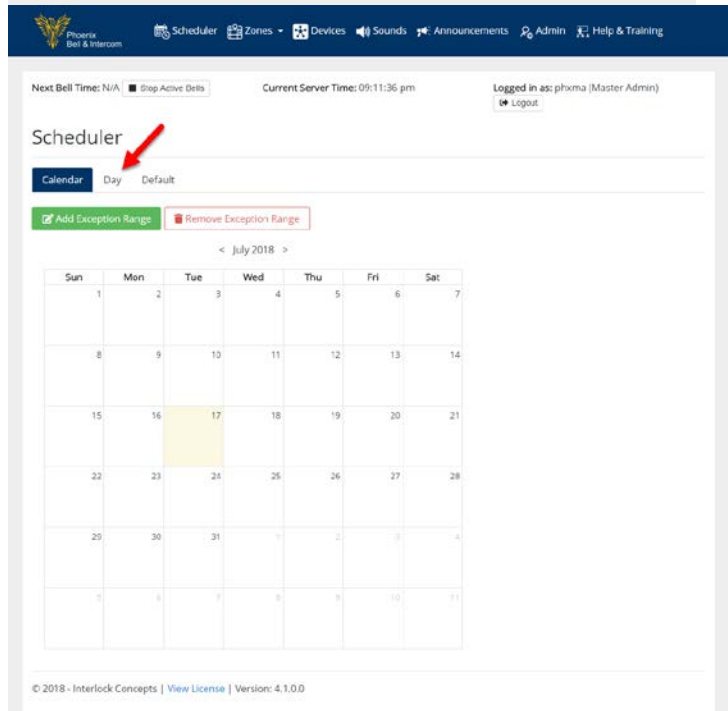 Phoenix
Bell & Intercom
Scheduler Zones Devices Sounds Announcements Admin Help & Training
Next Bell Time: N/A Stop Active Bells Current Server Time: 09:11:36 pm Logged in as: phxma (Master Admin)
Logout
Scheduler
Calendar Day Default
Add Exception Range Remove Exception Range
< July 2018 >
Sun Mon Tue Wed Thu Fri Sat
1 2 3 4 5 6 7
8 9 10 11 12 13 14
15 16 17 18 19 20 21
22 23 24 25 26 27 28
29 30 31 1 2 3 4
5 6 7 8 9 10 11
© 2018 - Interlock Concepts | View License | Version: 4.1.0.0